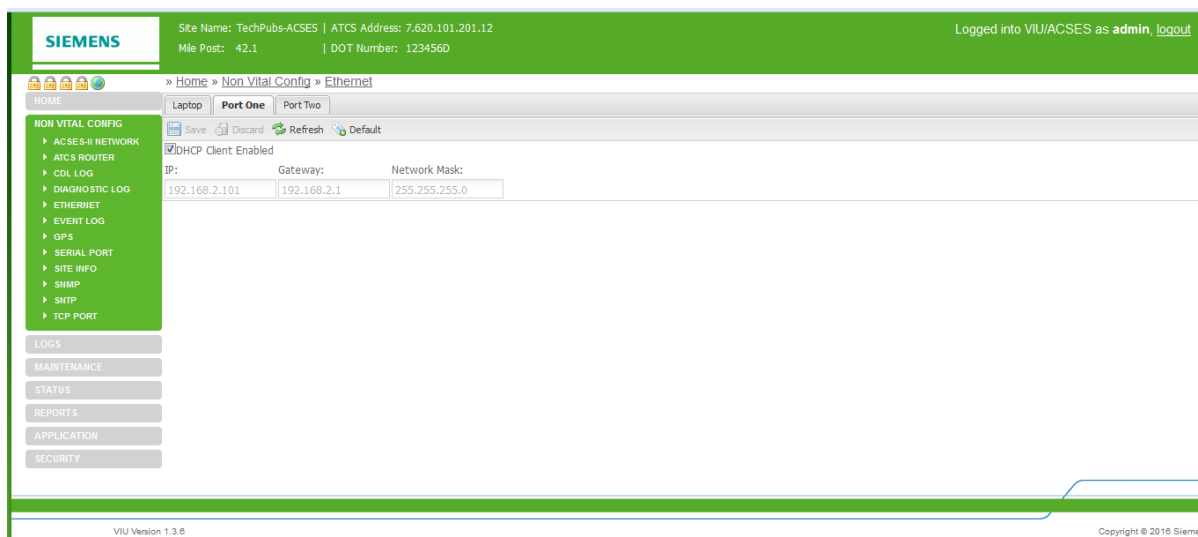 SIEMENS
Site Name: TechPubs-ACSES | ATCS Address: 7.620.101.201.12
Mile Post: 42.1 | DOT Number: 123456D
Logged into VIU/ACSES as admin, logout
» Home » Non Vital Config » Ethernet
HOME
NON VITAL CONFIG
ACSES-II NETWORK
ATCS ROUTER
CDL LOG
DIAGNOSTIC LOG
ETHERNET
EVENT LOG
GPS
SERIAL PORT
SITE INFO
SNMP
SNTP
TCP PORT
LOGS
MAINTENANCE
STATUS
REPORTS
APPLICATION
SECURITY
Laptop Port One Port Two
Save Discard Refresh Default
DHCP Client Enabled
IP: Gateway: Network Mask:
192.168.2.101 192.168.2.1 255.255.255.0
VIU Version 1.3.6
Copyright © 2016 Sieme